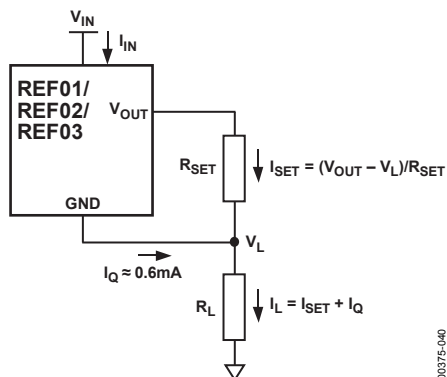 VIN
IIN
REF01/
REF02/
REF03
VOUT
RSET
ISET = (VOUT – VL)/RSET
GND
VL
IQ ≈ 0.6mA
RL
IL = ISET + IQ
00375-040